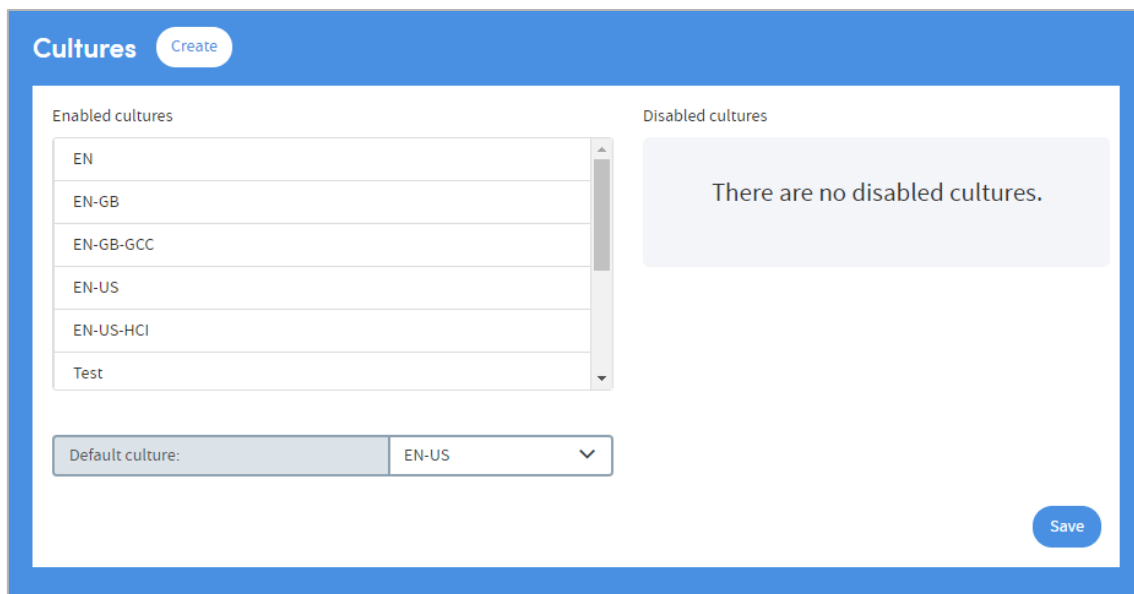 Cultures
Create
Enabled cultures
EN
EN-GB
EN-GB-GCC
EN-US
EN-US-HCI
Test
Default culture:
EN-US
Disabled cultures
There are no disabled cultures.
Save